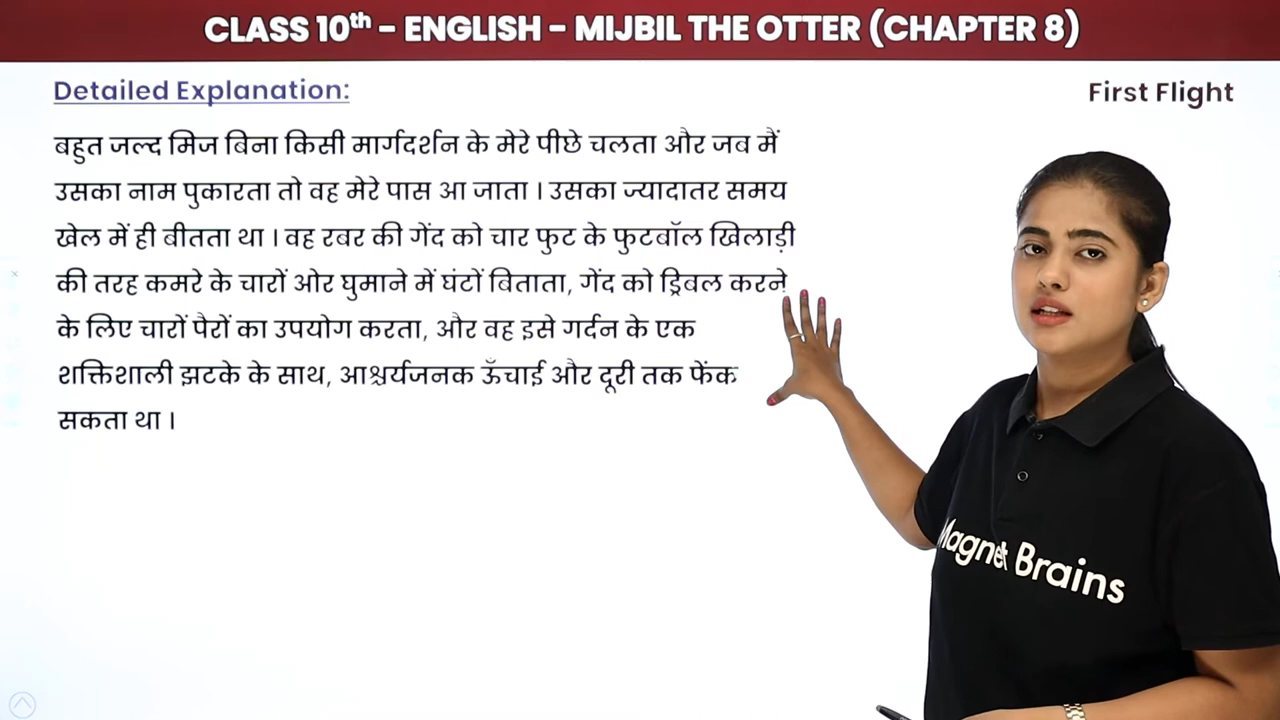 CLASS 10th - ENGLISH - MIJBIL THE OTTER (CHAPTER 8)
Detailed Explanation:
First Flight
बहुत जल्द मिज बिना किसी मार्गदर्शन के मेरे पीछे चलता और जब मैं
उसका नाम पुकारता तो वह मेरे पास आ जाता । उसका ज्यादातर समय
खेल में ही बीतता था । वह रबर की गेंद को चार फुट के फुटबॉल खिलाड़ी
की तरह कमरे के चारों ओर घुमाने में घंटों बिताता, गेंद को ड्रिबल करने
के लिए चारों पैरों का उपयोग करता, और वह इसे गर्दन के एक
शक्तिशाली झटके के साथ, आश्चर्यजनक ऊँचाई और दूरी तक फेंक
सकता था ।
Magnet Brains